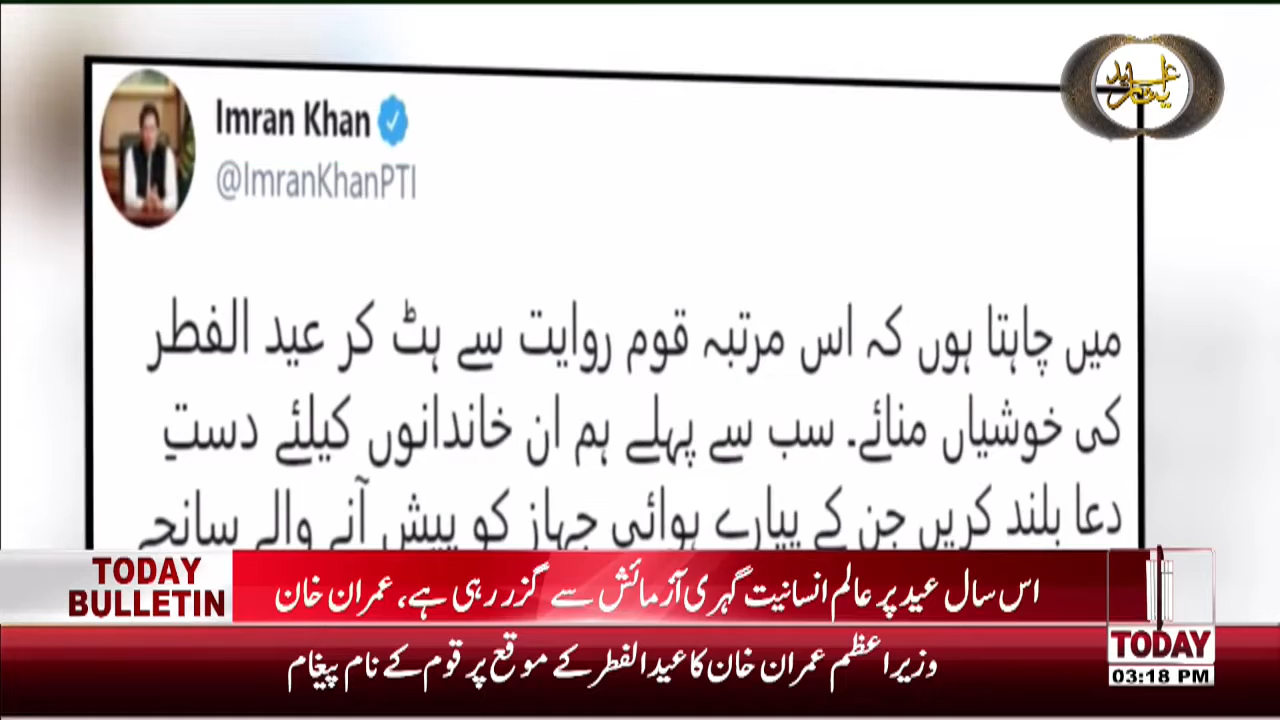 Imran Khan
@ImranKhanPTI
میں چاہتا ہوں کہ اس مرتبہ قوم روایت سے ہٹ کر عید الفطر
کی خوشیاں منائے۔ سب سے پہلے ہم ان خاندانوں کیلئے دستِ
دعا بلند کریں جن کے پیارے ہوائی جہاز کو پیش آنے والے سانحے
TODAY
BULLETIN
اس سال عید پر عالم انسانیت گہری آزمائش سے گزر رہی ہے، عمران خان
وزیراعظم عمران خان کا عیدالفطر کے موقع پر قوم کے نام پیغام
TODAY
03:18 PM